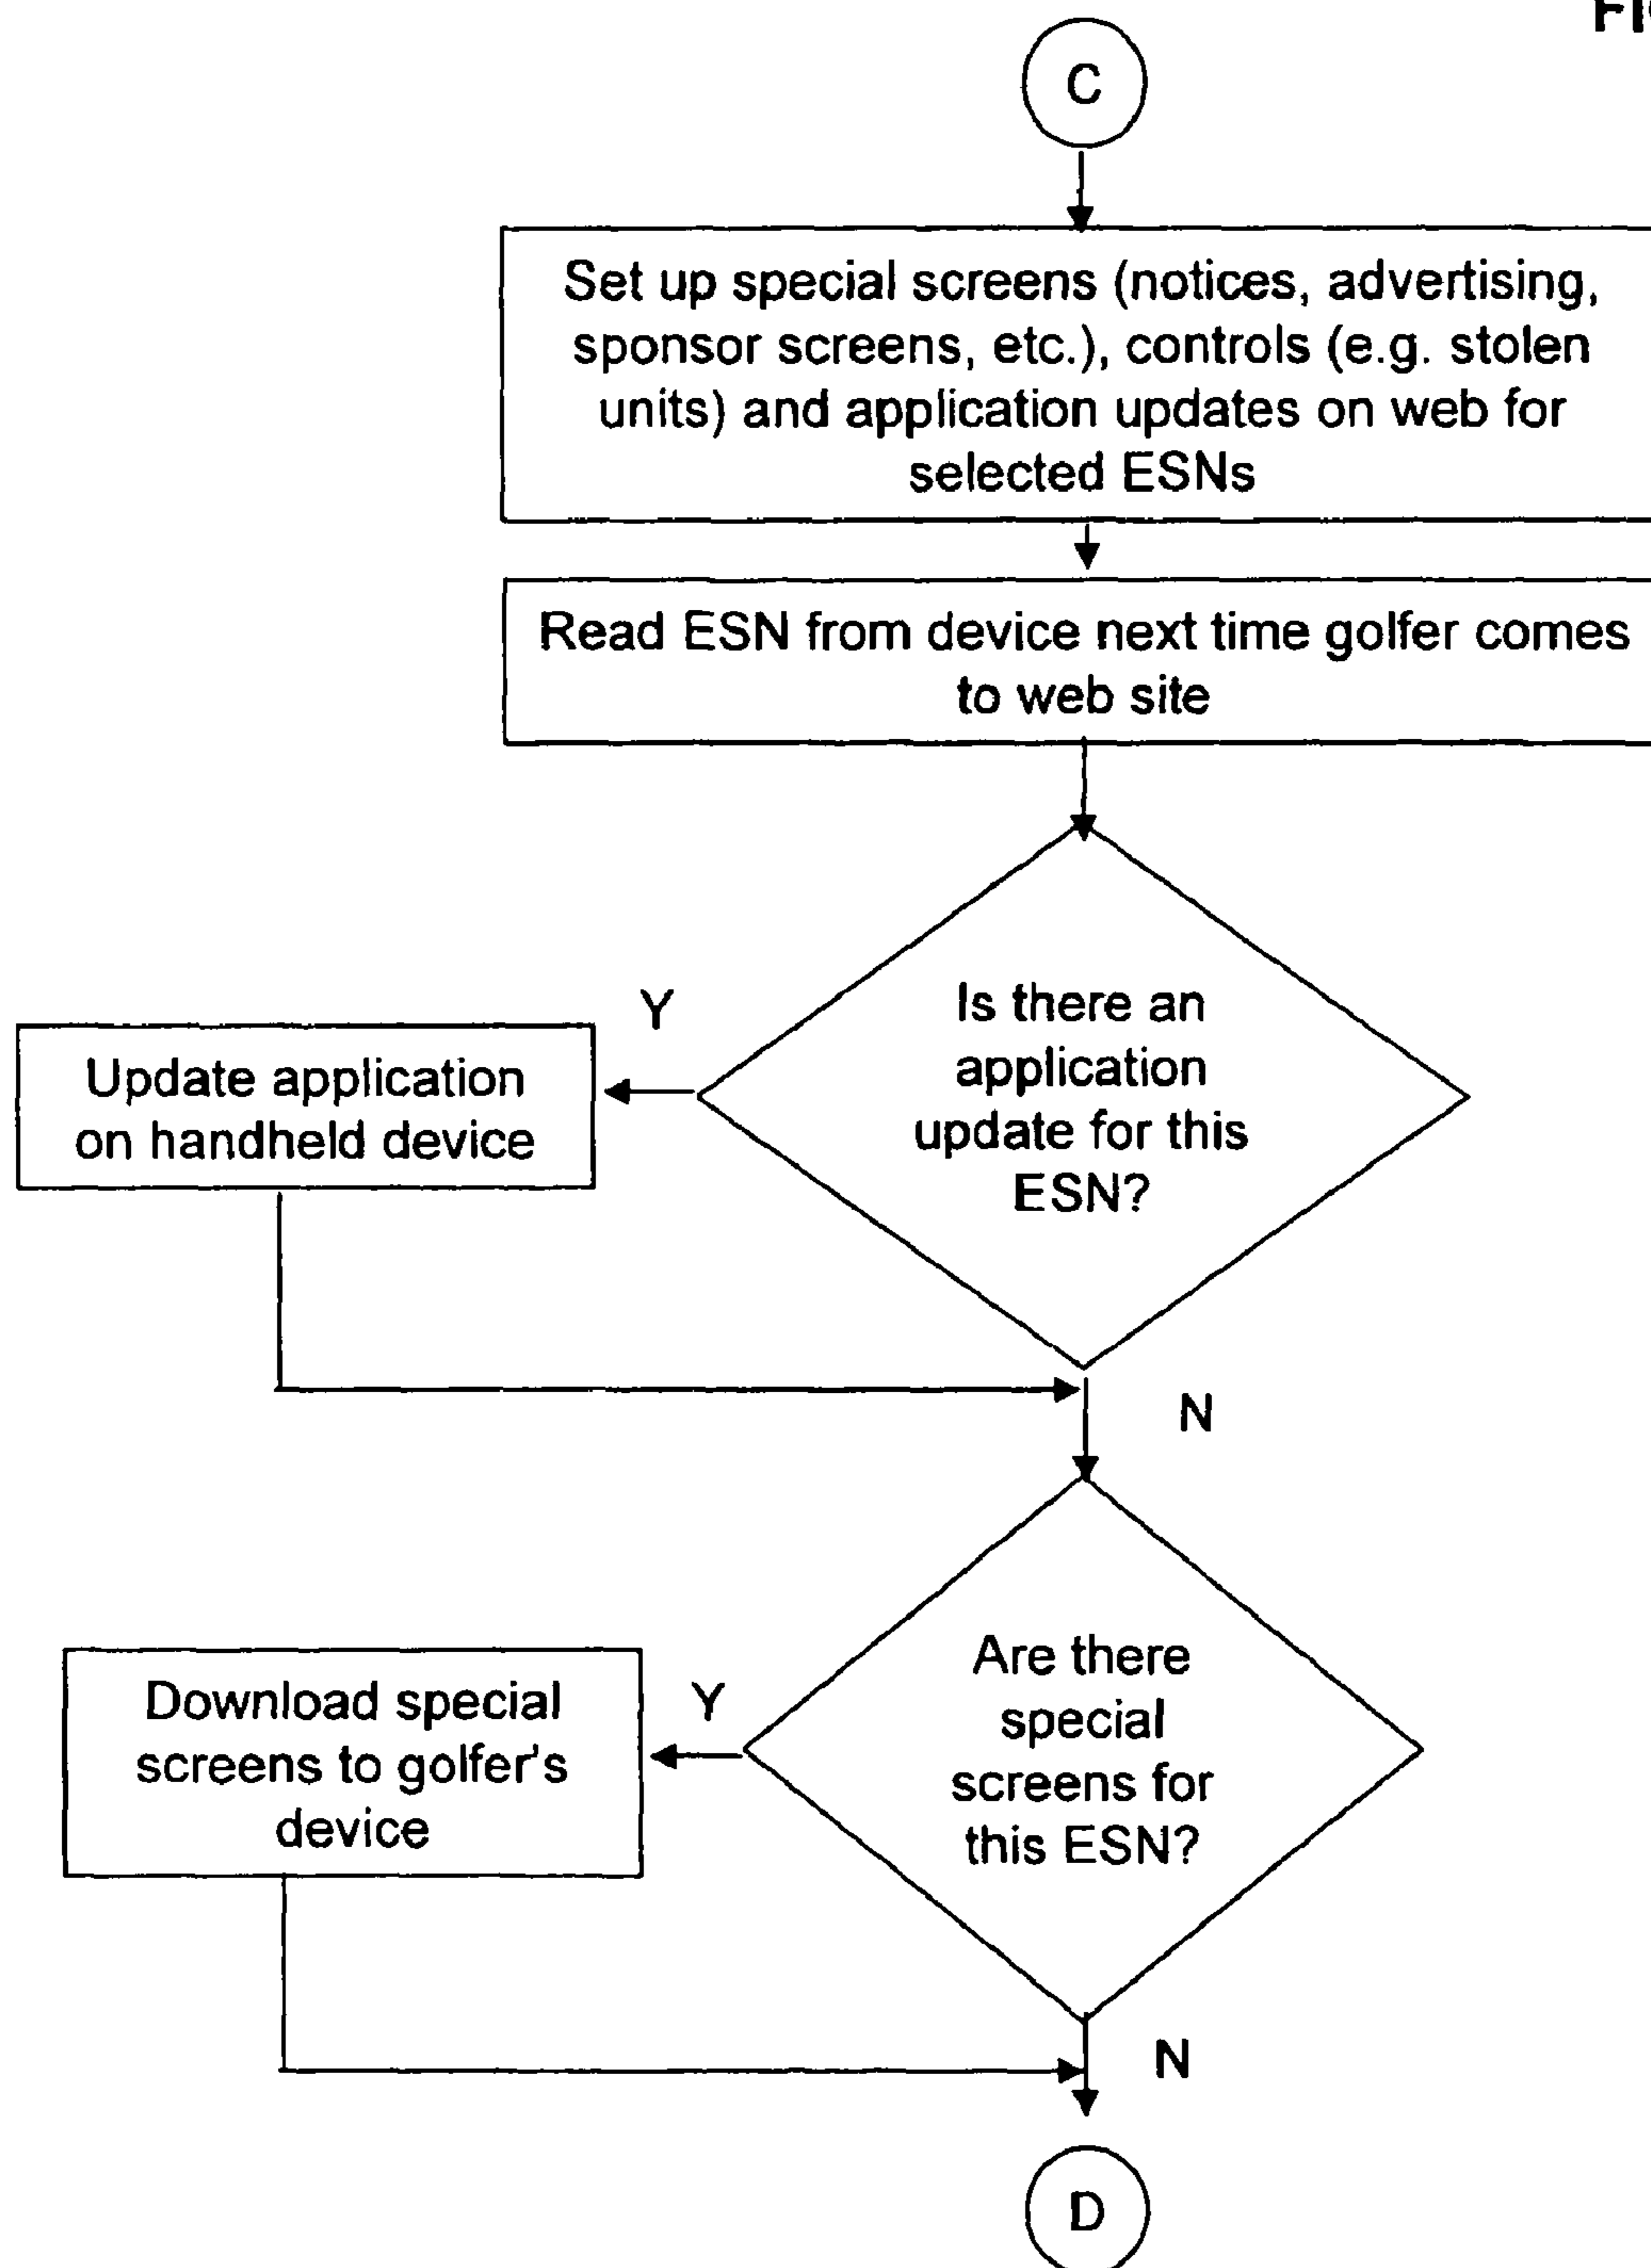 C
Set up special screens (notices, advertising,
sponsor screens, etc.), controls (e.g. stolen
units) and application updates on web for
selected ESNs
Read ESN from device next time golfer comes
to web site
Is there an
application
update for this
ESN?
Y
Update application
on handheld device
N
Are there
special
screens for
this ESN?
Y
Download special
screens to golfer's
device
N
D